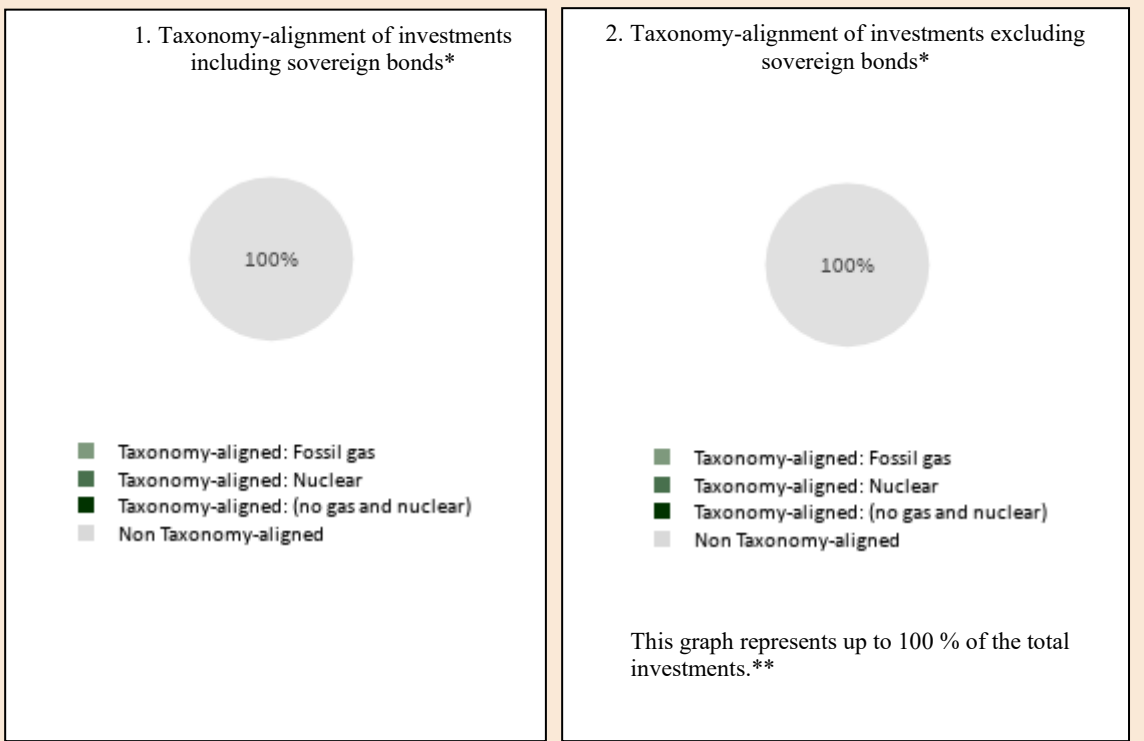 1. Taxonomy-alignment of investments
including sovereign bonds*
100%
Taxonomy-aligned: Fossil gas
Taxonomy-aligned: Nuclear
Taxonomy-aligned: (no gas and nuclear)
Non Taxonomy-aligned
2. Taxonomy-alignment of investments excluding
sovereign bonds*
100%
Taxonomy-aligned: Fossil gas
Taxonomy-aligned: Nuclear
Taxonomy-aligned: (no gas and nuclear)
Non Taxonomy-aligned
This graph represents up to 100 % of the total
investments.**